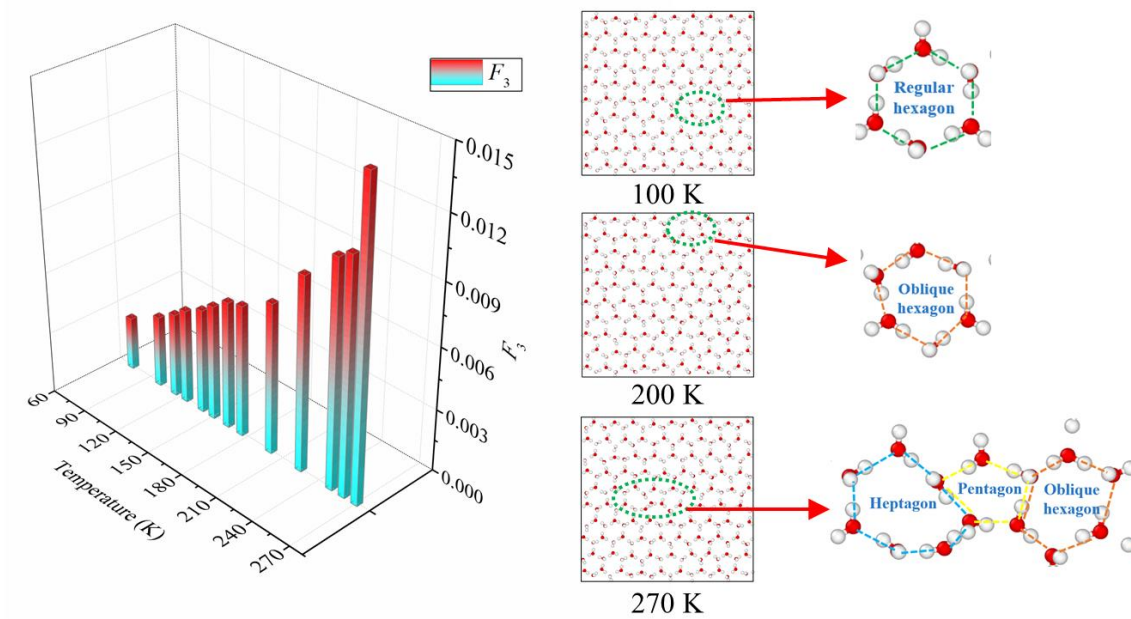 F3
0.015
0.012
0.009
0.006
0.003
0.000
F3
60
90
120
150
180
210
240
270
Temperature (K)
Regular
hexagon
100 K
Oblique
hexagon
200 K
Heptagon
Pentagon
Oblique
hexagon
270 K